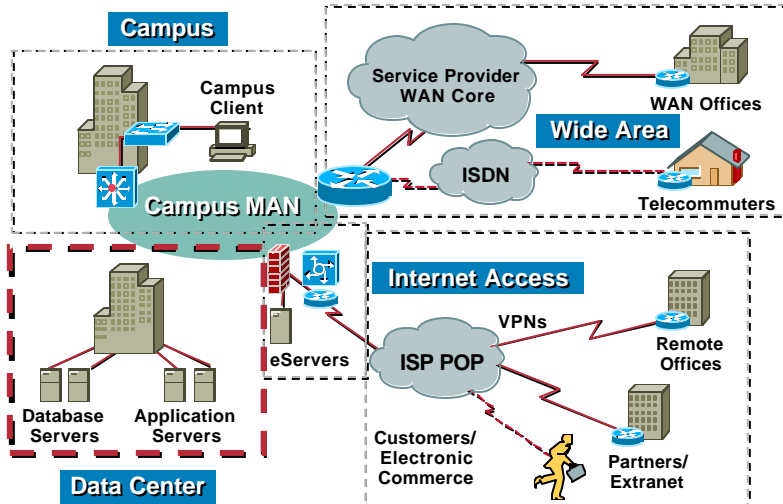 Campus
Campus
Client
Campus MAN
Service Provider
WAN Core
WAN Offices
Wide Area
ISDN
Telecommuters
Internet Access
eServers
VPNs
ISP POP
Remote
Offices
Customers/
Electronic
Commerce
Partners/
Extranet
Database
Servers
Application
Servers
Data Center